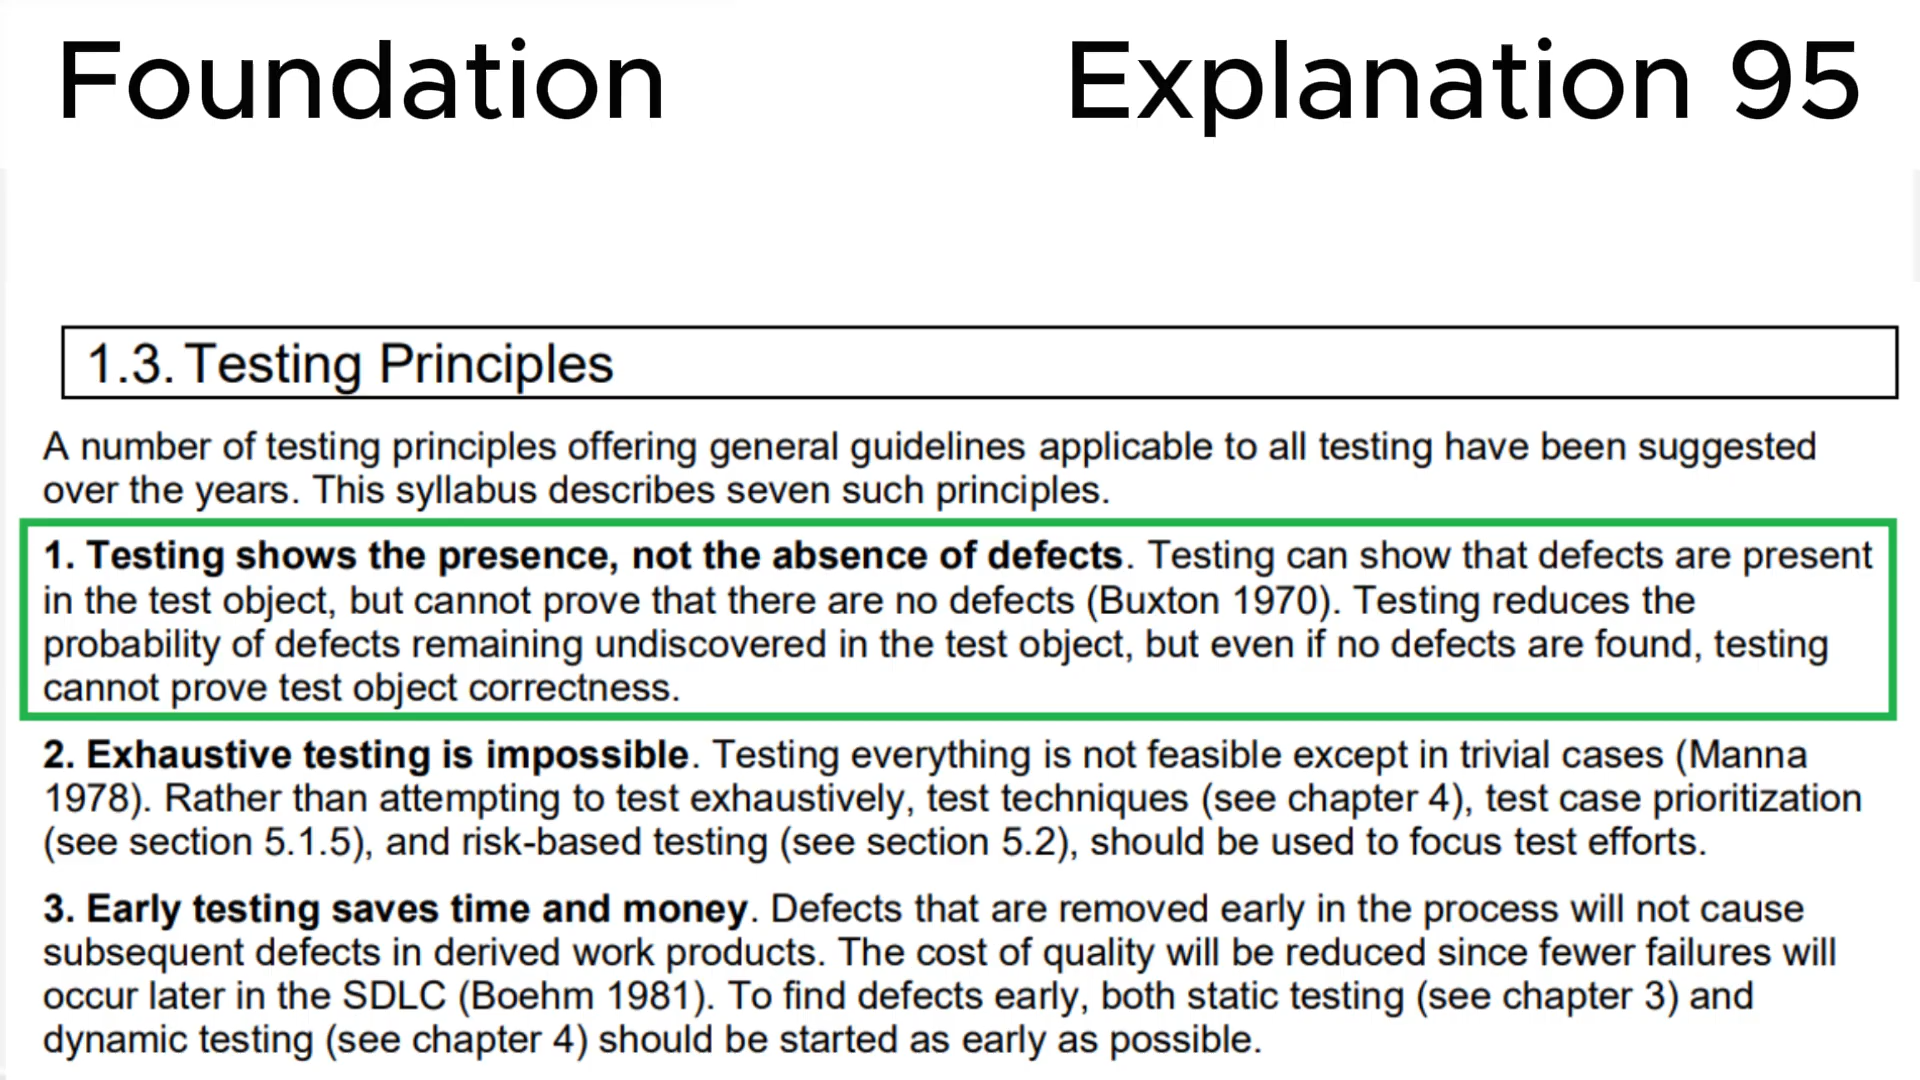 Foundation
Explanation 95
1.3. Testing Principles
A number of testing principles offering general guidelines applicable to all testing have been suggested
over the years. This syllabus describes seven such principles.
1. Testing shows the presence, not the absence of defects. Testing can show that defects are present
in the test object, but cannot prove that there are no defects (Buxton 1970). Testing reduces the
probability of defects remaining undiscovered in the test object, but even if no defects are found, testing
cannot prove test object correctness.
2. Exhaustive testing is impossible. Testing everything is not feasible except in trivial cases (Manna
1978). Rather than attempting to test exhaustively, test techniques (see chapter 4), test case prioritization
(see section 5.1.5), and risk-based testing (see section 5.2), should be used to focus test efforts.
3. Early testing saves time and money. Defects that are removed early in the process will not cause
subsequent defects in derived work products. The cost of quality will be reduced since fewer failures will
occur later in the SDLC (Boehm 1981). To find defects early, both static testing (see chapter 3) and
dynamic testing (see chapter 4) should be started as early as possible.